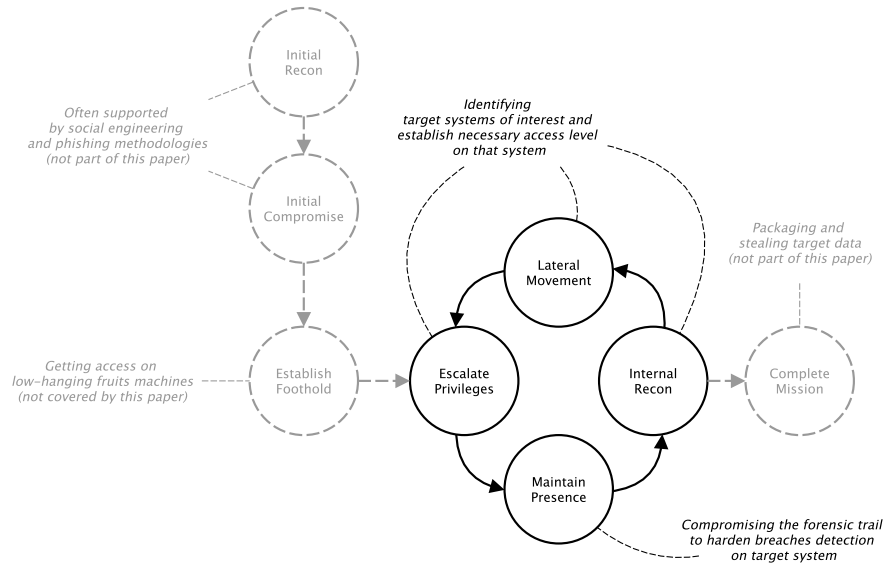 Initial
Recon
Often supported
by social engineering
and phishing methodologies
(not part of this paper)
Initial
Compromise
Identifying
target systems of interest and
establish necessary access level
on that system
Lateral
Movement
Packaging and
stealing target data
(not part of this paper)
Getting access on
low-hanging fruits machines
(not covered by this paper)
Establish
Foothold
Escalate
Privileges
Internal
Recon
Complete
Mission
Maintain
Presence
Compromising the forensic trail
to harden breaches detection
on target system